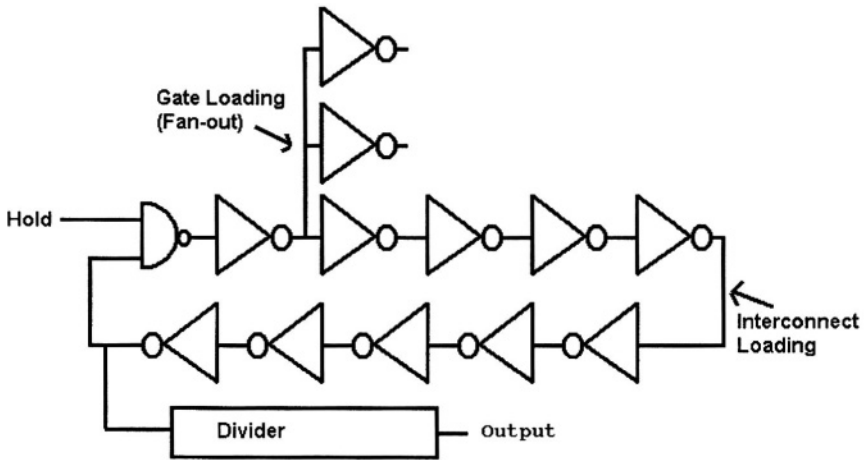 Gate Loading
(Fan-out)
Hold
Interconnect
Loading
Divider
Output